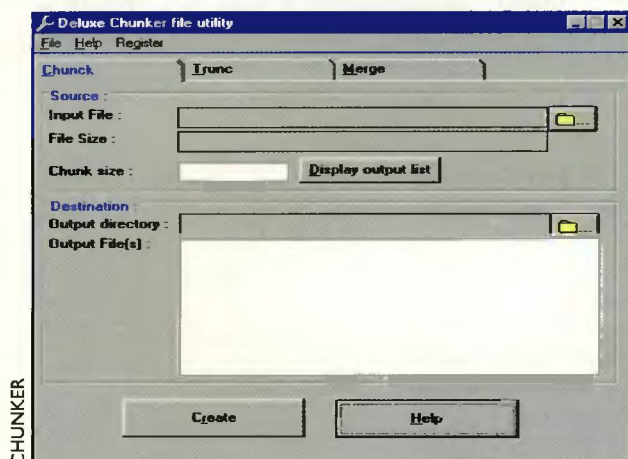 Deluxe Chunker file utility
File Help Register
Chunck Trunc Merge
Source :
Input File :
...
File Size :
Chunk size : Display output list
Destination :
Output directory :
...
Output File(s) :
Create Help
CHUNKER